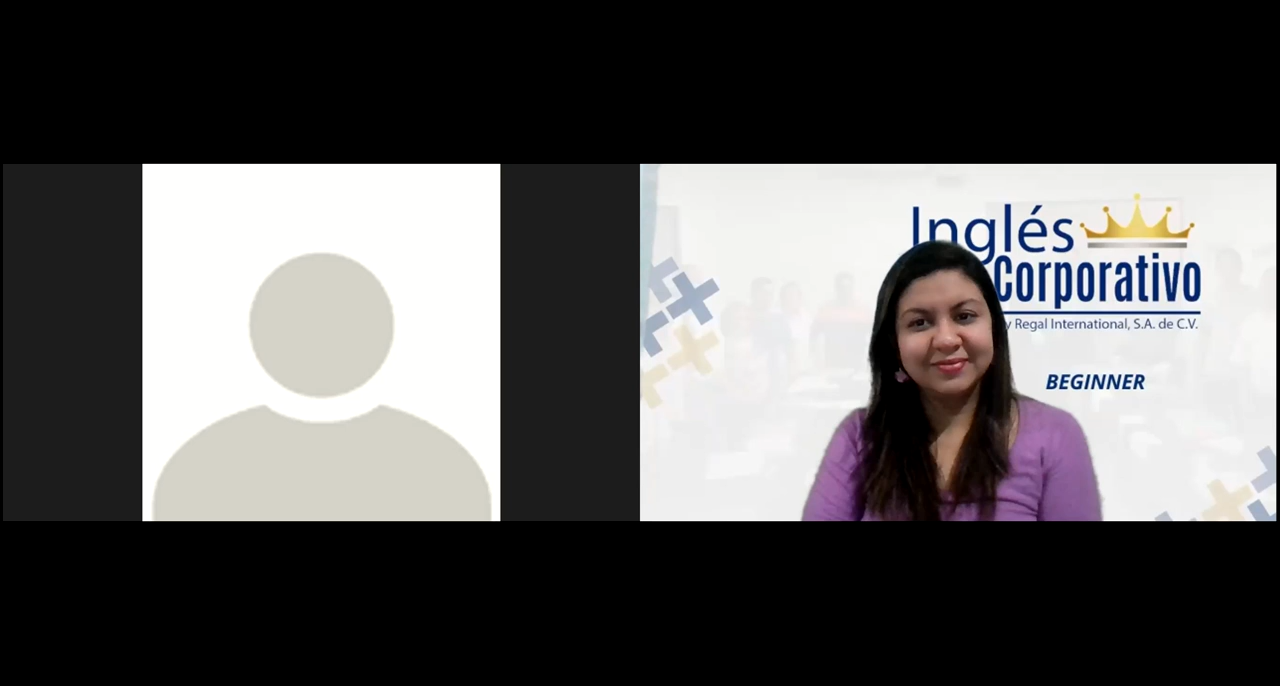 Inglés
Corporativo
y Regal International, S.A. de C.V.
BEGINNER